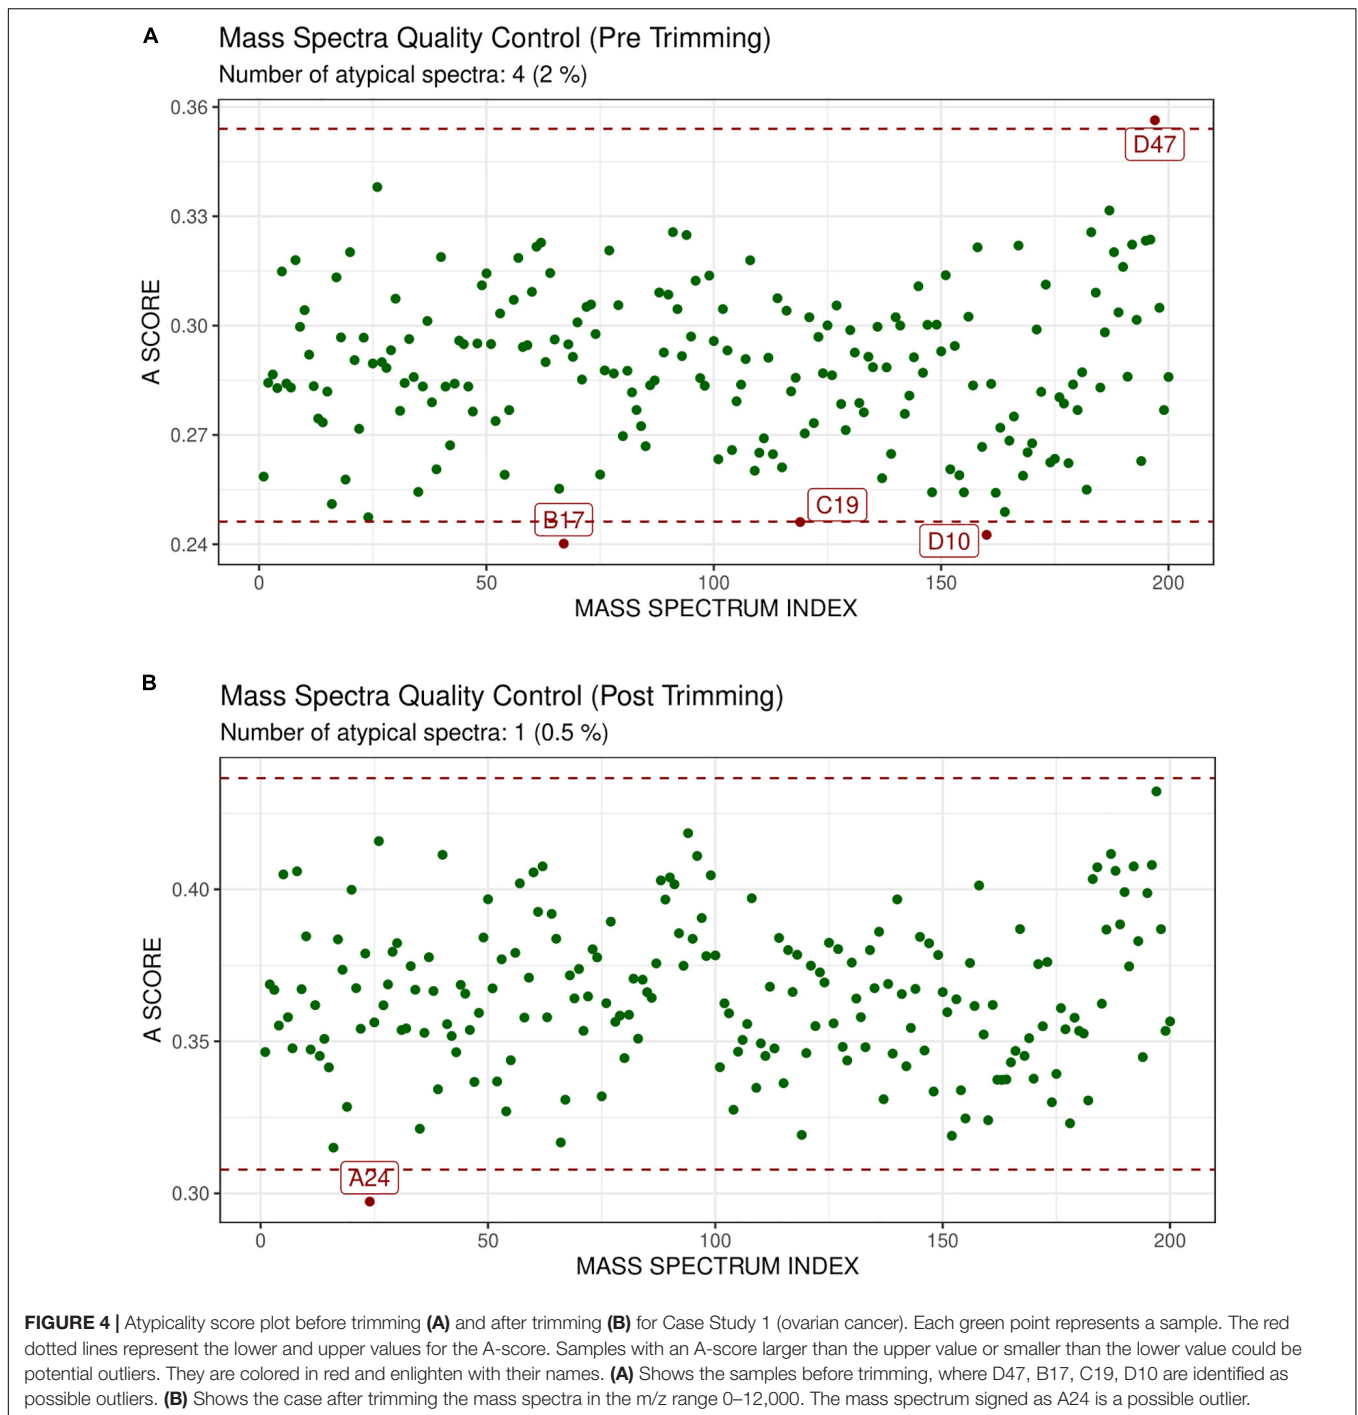 A
Mass Spectra Quality Control (Pre Trimming)
Number of atypical spectra: 4 (2 %)
0.36
0.33
0.30
0.27
0.24
A SCORE
D47
B17
C19
D10
0
50
100
150
200
MASS SPECTRUM INDEX
B
Mass Spectra Quality Control (Post Trimming)
Number of atypical spectra: 1 (0.5 %)
0.40
0.35
0.30
A SCORE
A24
0
50
100
150
200
MASS SPECTRUM INDEX
FIGURE 4 | Atypicality score plot before trimming (A) and after trimming (B) for Case Study 1 (ovarian cancer). Each green point represents a sample. The red
dotted lines represent the lower and upper values for the A-score. Samples with an A-score larger than the upper value or smaller than the lower value could be
potential outliers. They are colored in red and enlighten with their names. (A) Shows the samples before trimming, where D47, B17, C19, D10 are identified as
possible outliers. (B) Shows the case after trimming the mass spectra in the m/z range 0–12,000. The mass spectrum signed as A24 is a possible outlier.